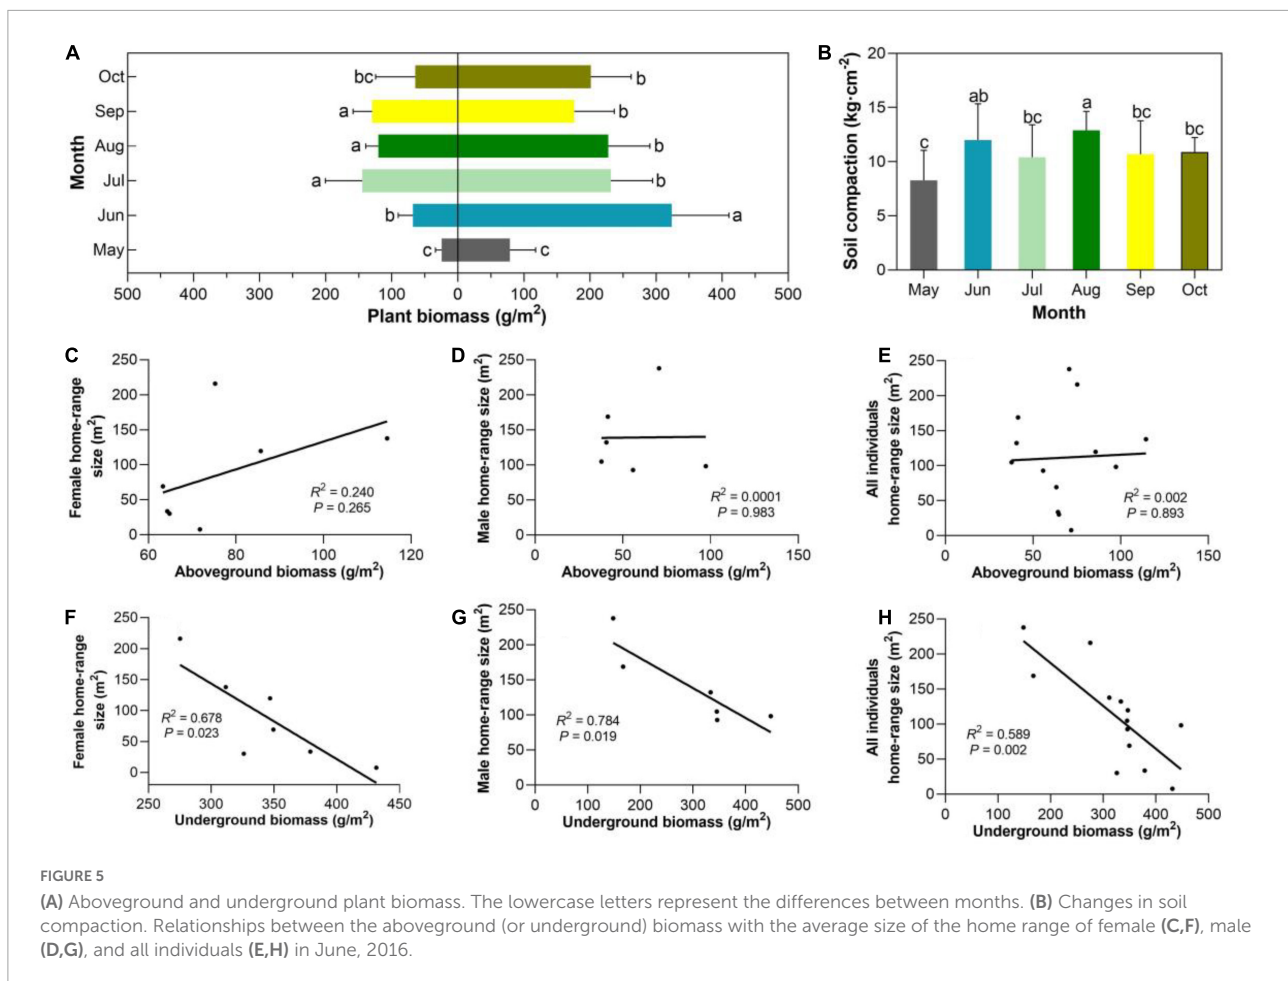 A
Month
Oct
Sep
Aug
Jul
Jun
May
bc
b
a
b
a
b
a
b
b
a
c
c
500 400 300 200 100 0 100 200 300 400 500
Plant biomass (g/m²)
B
Soil compaction (kg·cm⁻²)
20
15
10
5
0
c
ab
bc
a
bc
bc
May Jun Jul Aug Sep Oct
Month
C
Female home-range
size (m²)
250
200
150
100
50
0
R² = 0.240
P = 0.265
60 80 100 120
Aboveground biomass (g/m²)
D
Male home-range size (m²)
250
200
150
100
50
0
R² = 0.0001
P = 0.983
0 50 100 150
Aboveground biomass (g/m²)
E
All individuals
home-range size (m²)
250
200
150
100
50
0
R² = 0.002
P = 0.893
0 50 100 150
Aboveground biomass (g/m²)
F
Female home-range
size (m²)
250
200
150
100
50
0
R² = 0.678
P = 0.023
250 300 350 400 450
Underground biomass (g/m²)
G
Male home-range size (m²)
250
200
150
100
50
0
R² = 0.784
P = 0.019
0 100 200 300 400 500
Underground biomass (g/m²)
H
All individuals
home-range size (m²)
250
200
150
100
50
0
R² = 0.589
P = 0.002
0 100 200 300 400 500
Underground biomass (g/m²)
FIGURE 5
(A) Aboveground and underground plant biomass. The lowercase letters represent the differences between months. (B) Changes in soil
compaction. Relationships between the aboveground (or underground) biomass with the average size of the home range of female (C,F), male
(D,G), and all individuals (E,H) in June, 2016.